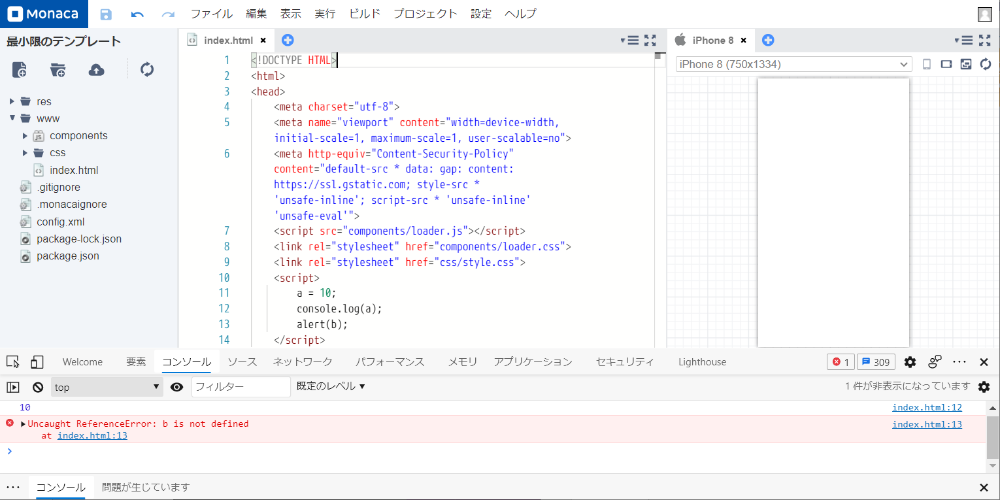 Monaca ファイル 編集 表示 実行 ビルド プロジェクト 設定 ヘルプ
最小限のテンプレート
res
www
components
JS
css
index.html
.gitignore
.monacaignore
config.xml
package-lock.json
package.json
index.html ×
1 <!DOCTYPE HTML>
2 <html>
3 <head>
4 <meta charset="utf-8">
5 <meta name="viewport" content="width=device-width,
initial-scale=1, maximum-scale=1, user-scalable=no">
6 <meta http-equiv="Content-Security-Policy"
content="default-src * data: gap: content:
https://ssl.gstatic.com; style-src *
'unsafe-inline'; script-src * 'unsafe-inline'
'unsafe-eval'">
7 <script src="components/loader.js"></script>
8 <link rel="stylesheet" href="components/loader.css">
9 <link rel="stylesheet" href="css/style.css">
10 <script>
11 a = 10;
12 console.log(a);
13 alert(b);
14 </script>
iPhone 8 ×
iPhone 8 (750x1334)
Welcome 要素 コンソール ソース ネットワーク パフォーマンス メモリ アプリケーション セキュリティ Lighthouse 1 309
top フィルター 既定のレベル 1 件が非表示になっています
10 index.html:12
Uncaught ReferenceError: b is not defined index.html:13
at index.html:13
コンソール 問題が生じています